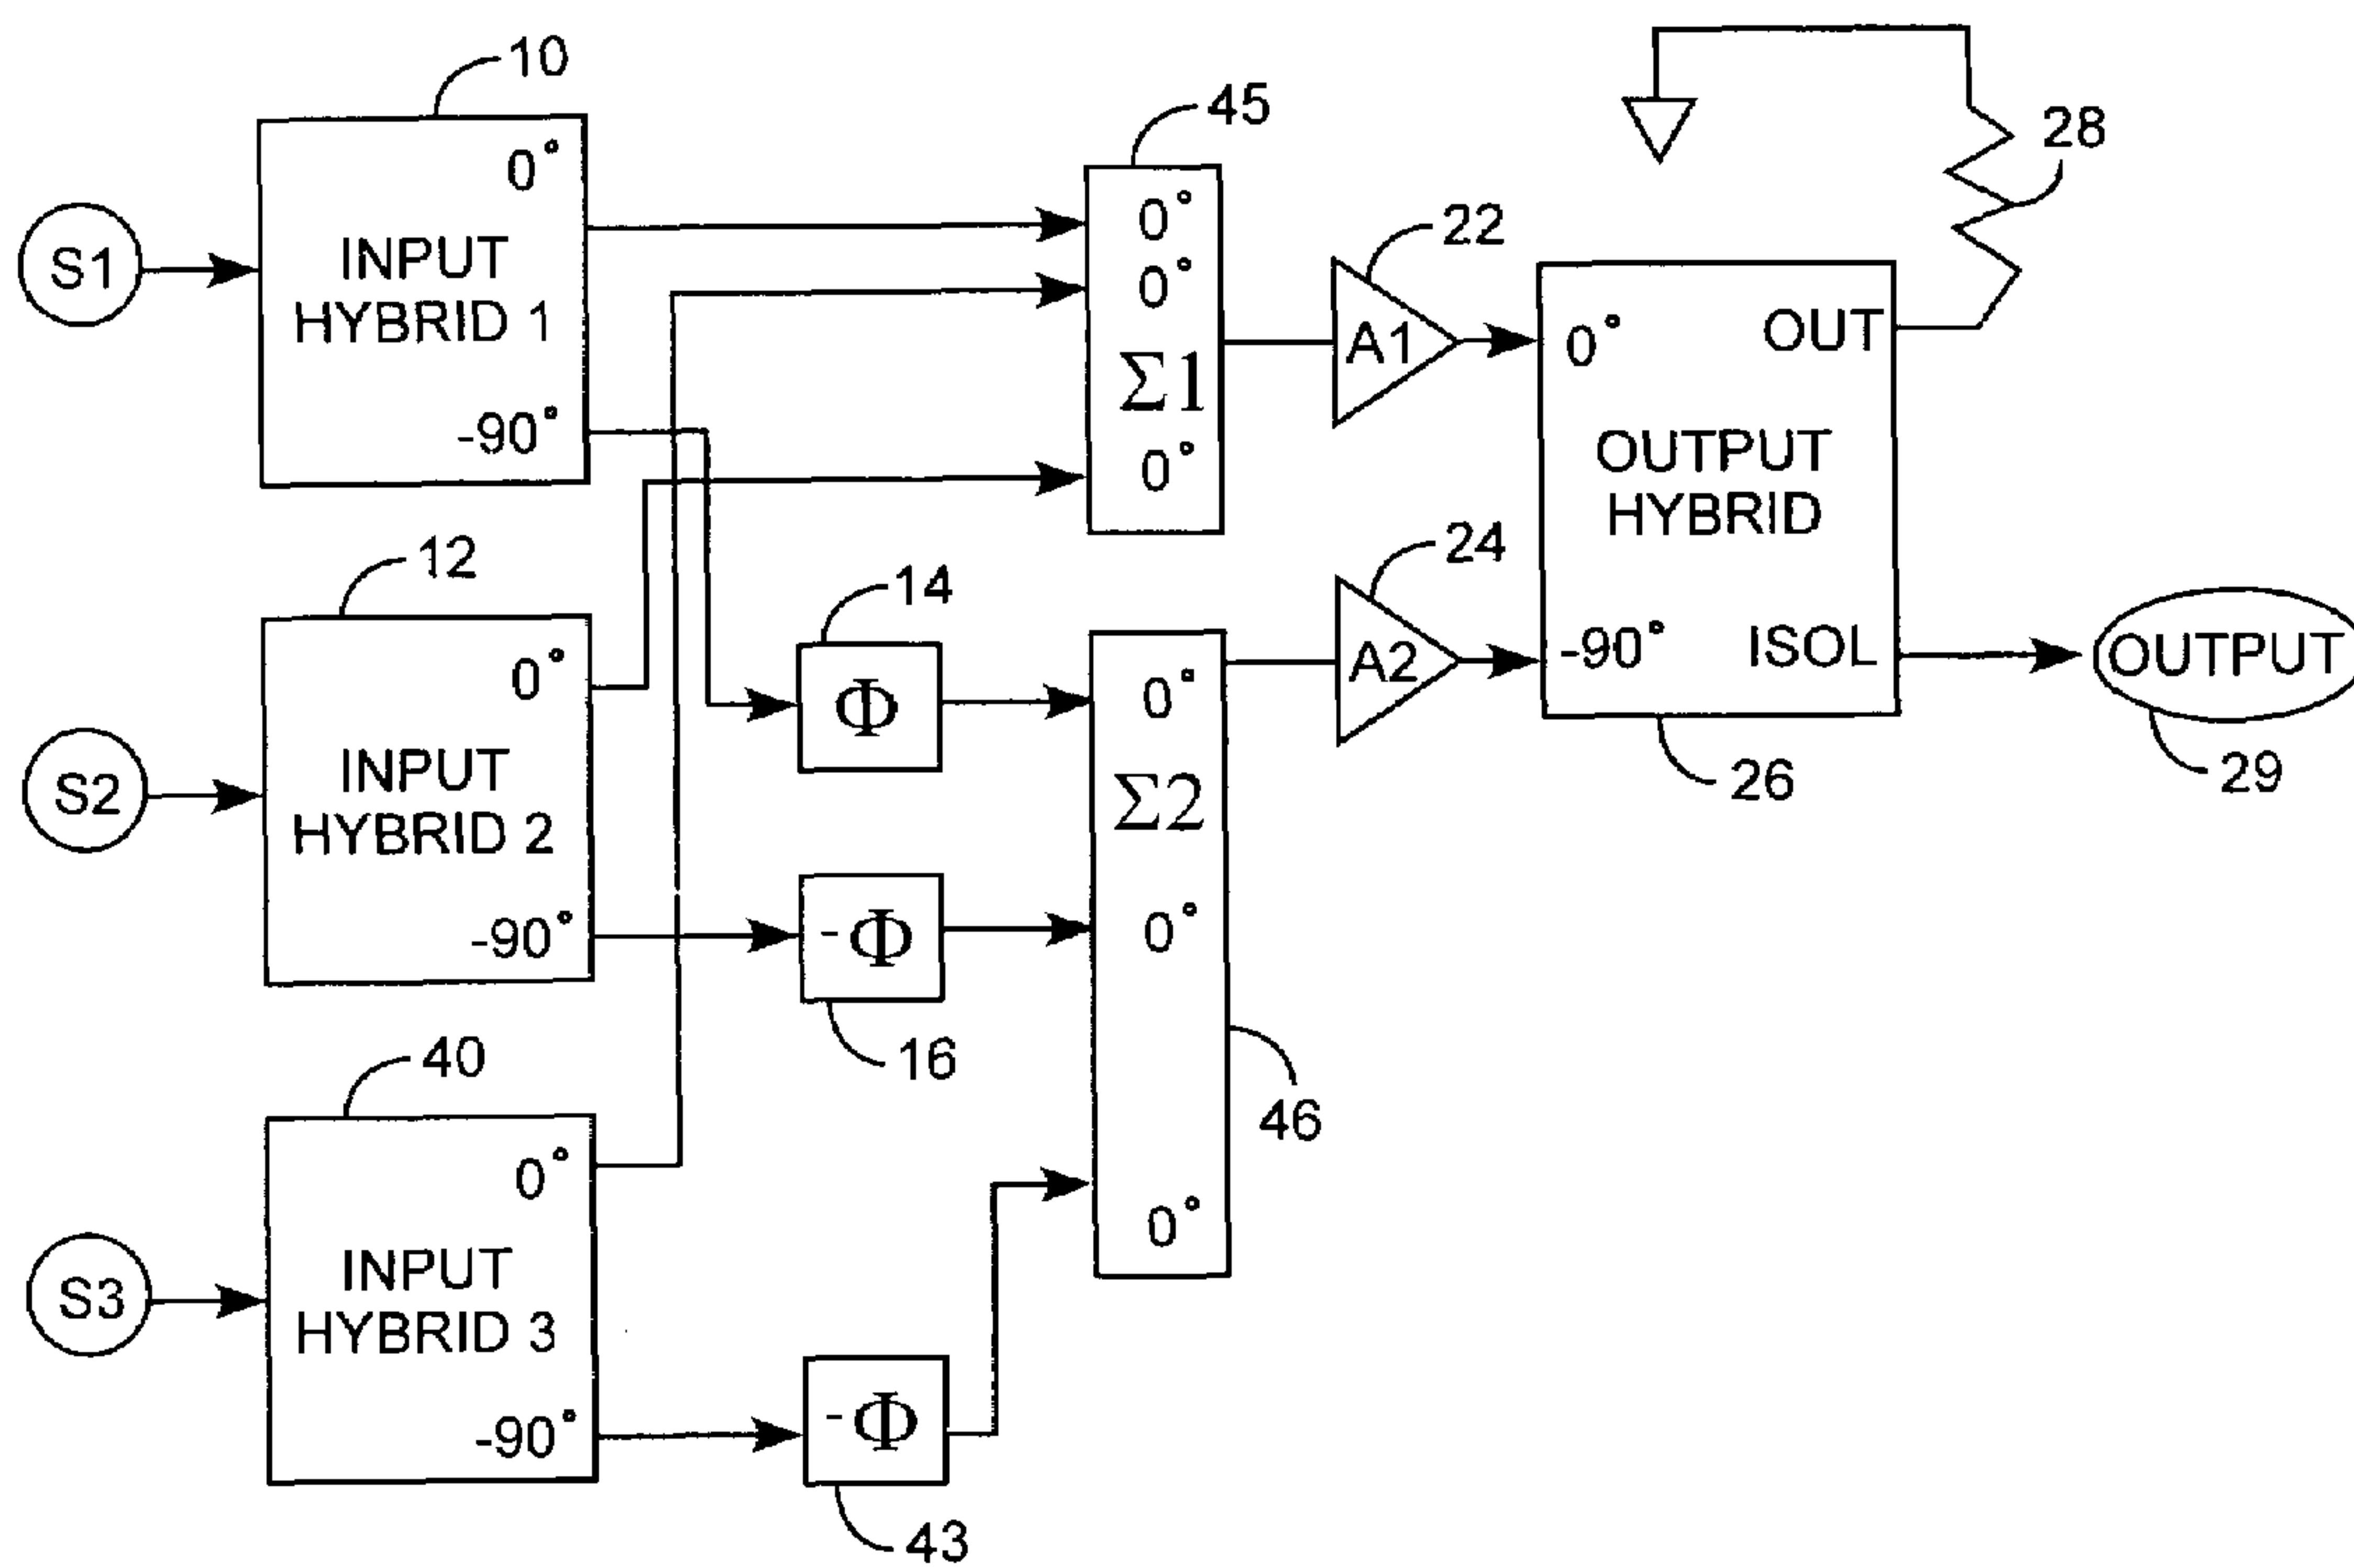 10
S1
0°
INPUT
HYBRID 1
-90°
12
S2
0°
INPUT
HYBRID 2
-90°
40
S3
0°
INPUT
HYBRID 3
-90°
14
Φ
-Φ
16
-Φ
43
45
0°
0°
Σ1
0°
0°
Σ2
0°
0°
46
22
A1
24
A2
0°
OUT
OUTPUT
HYBRID
-90°
ISOL
26
28
OUTPUT
29